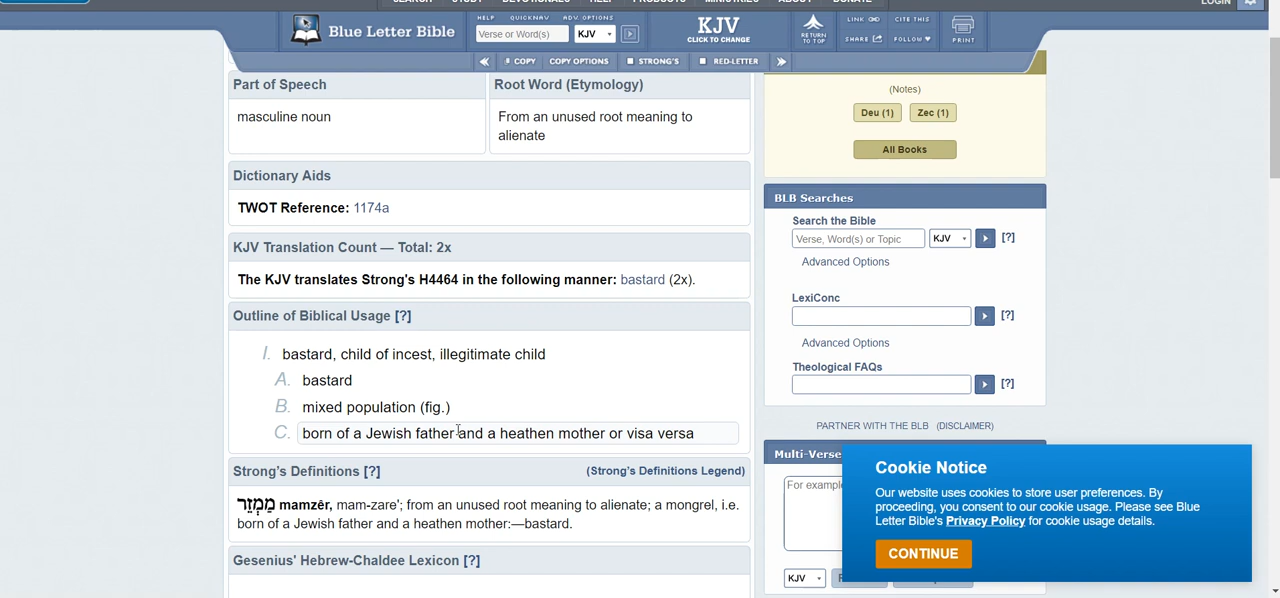 SEARCH STUDY DEVOTIONALS HELP PRODUCTS MINISTRIES ABOUT DONATE
LOGIN
Blue Letter Bible
HELP QUICKNAV ADV OPTIONS
Verse or Word(s) KJV
KJV
CLICK TO CHANGE
RETURN
TO TOP
LINK CITE THIS
SHARE FOLLOW
PRINT
COPY COPY OPTIONS STRONG'S RED-LETTER
Part of Speech
masculine noun
Root Word (Etymology)
From an unused root meaning to
alienate
Dictionary Aids
TWOT Reference: 1174a
KJV Translation Count — Total: 2x
The KJV translates Strong's H4464 in the following manner: bastard (2x).
Outline of Biblical Usage [?]
I. bastard, child of incest, illegitimate child
A. bastard
B. mixed population (fig.)
C. born of a Jewish father and a heathen mother or visa versa
Strong's Definitions [?] (Strong's Definitions Legend)
מַמְזֵר mamzêr, mam-zare'; from an unused root meaning to alienate; a mongrel, i.e.
born of a Jewish father and a heathen mother:—bastard.
Gesenius' Hebrew-Chaldee Lexicon [?]
(Notes)
Deu (1) Zec (1)
All Books
BLB Searches
Search the Bible
Verse, Word(s) or Topic KJV [?]
Advanced Options
LexiConc
[?]
Advanced Options
Theological FAQs
[?]
PARTNER WITH THE BLB (DISCLAIMER)
Multi-Verse
For example
KJV
Cookie Notice
Our website uses cookies to store user preferences. By
proceeding, you consent to our cookie usage. Please see Blue
Letter Bible's Privacy Policy for cookie usage details.
CONTINUE